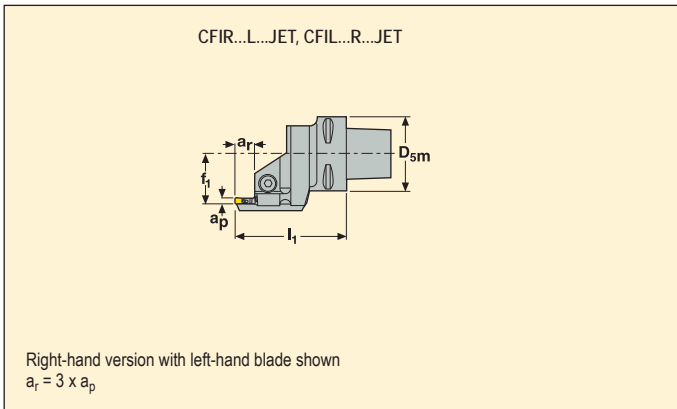 CFIR...L...JET, CFIL...R...JET
aᵣ
D₅ₘ
f₁
aₚ
l₁
Right-hand version with left-hand blade shown
aᵣ = 3 x aₚ